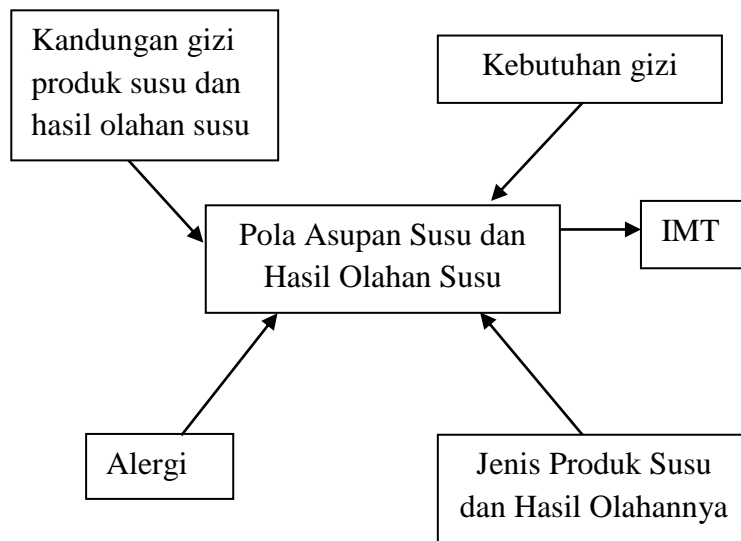 Kandungan gizi
produk susu dan
hasil olahan susu
Kebutuhan gizi
Pola Asupan Susu dan
Hasil Olahan Susu
IMT
Alergi
Jenis Produk Susu
dan Hasil Olahannya